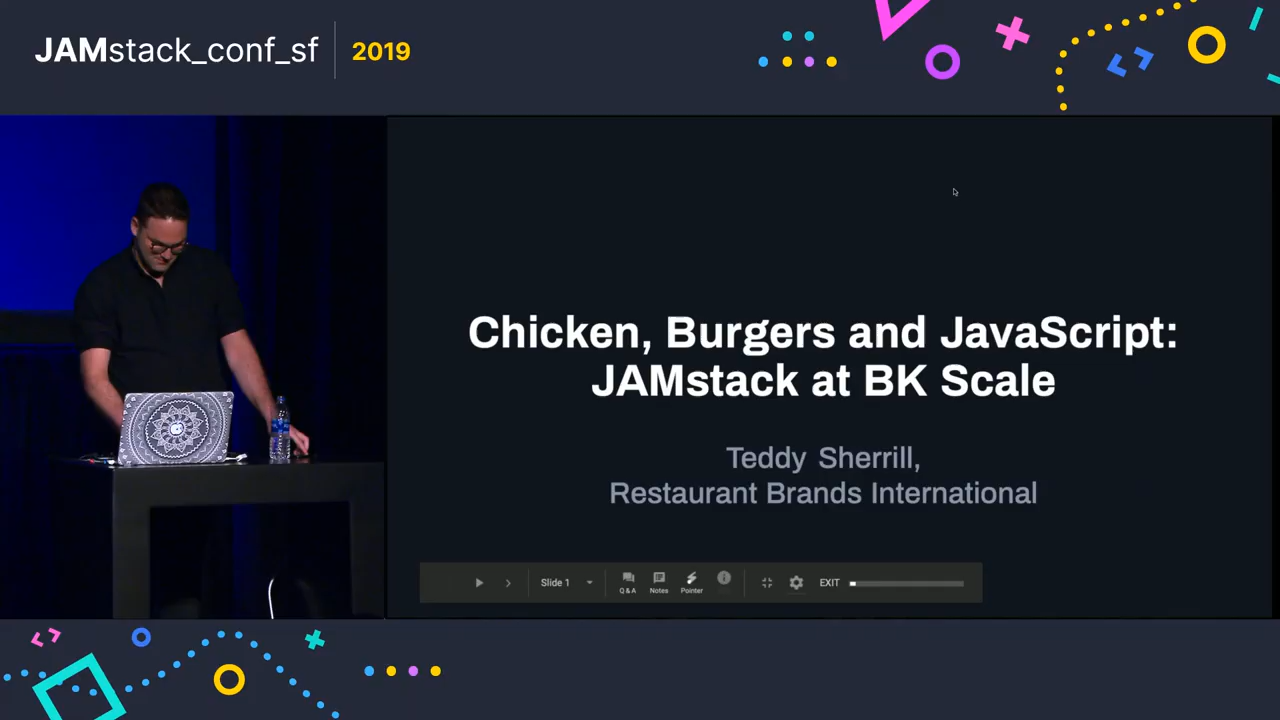 JAMstack_conf_sf
2019
Chicken, Burgers and JavaScript:
JAMstack at BK Scale
Teddy Sherrill,
Restaurant Brands International
Slide 1
Q & A
Notes
Pointer
EXIT